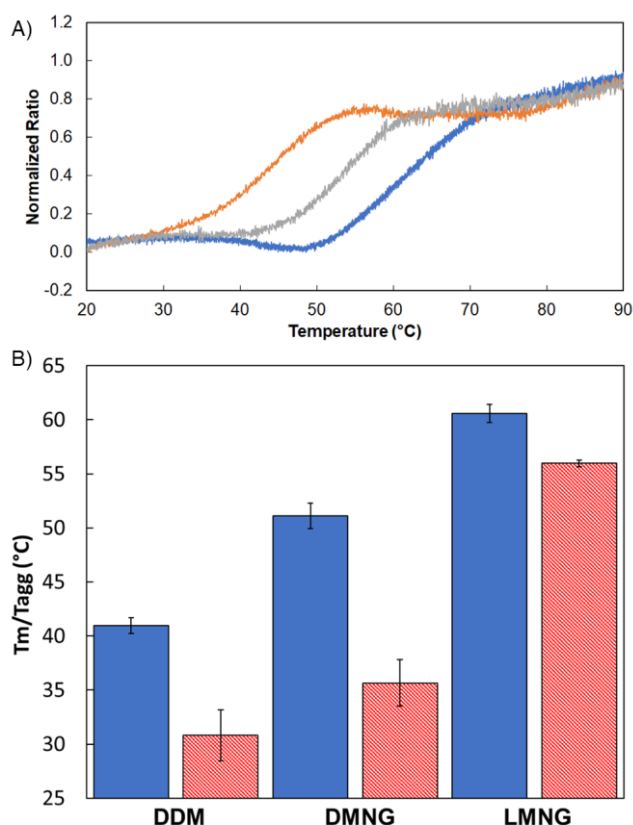 A)
1.2
1.0
0.8
0.6
0.4
0.2
0.0
-0.2
Normalized Ratio
20 30 40 50 60 70 80 90
Temperature (°C)
B)
65
60
55
50
45
40
35
30
25
Tm/Tagg (°C)
DDM DMNG LMNG